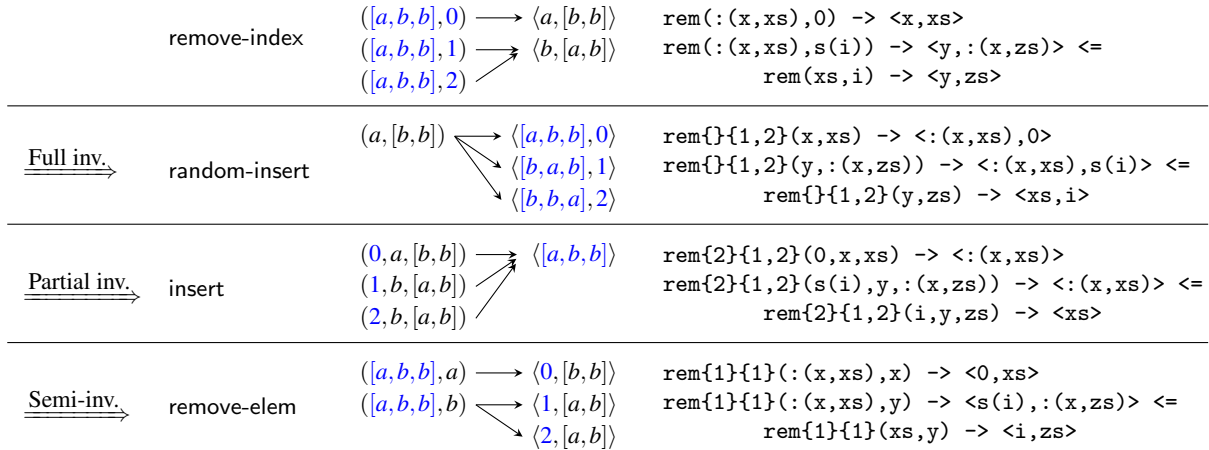 remove-index ([a,b,b],0) ⟶ ⟨a,[b,b]⟩ rem(:(x,xs),0) -> <x,xs>
([a,b,b],1) ⟶ ⟨b,[a,b]⟩ rem(:(x,xs),s(i)) -> <y,:(x,zs)> <=
([a,b,b],2) rem(xs,i) -> <y,zs>
Full inv. random-insert (a,[b,b]) ⟶ ⟨[a,b,b],0⟩ rem{}{1,2}(x,xs) -> <:(x,xs),0>
⟨[b,a,b],1⟩ rem{}{1,2}(y,:(x,zs)) -> <:(x,xs),s(i)> <=
⟨[b,b,a],2⟩ rem{}{1,2}(y,zs) -> <xs,i>
Partial inv. insert (0,a,[b,b]) ⟶ ⟨[a,b,b]⟩ rem{2}{1,2}(0,x,xs) -> <:(x,xs)>
(1,b,[a,b]) rem{2}{1,2}(s(i),y,:(x,zs)) -> <:(x,xs)> <=
(2,b,[a,b]) rem{2}{1,2}(i,y,zs) -> <xs>
Semi-inv. remove-elem ([a,b,b],a) ⟶ ⟨0,[b,b]⟩ rem{1}{1}(:(x,xs),x) -> <0,xs>
([a,b,b],b) ⟶ ⟨1,[a,b]⟩ rem{1}{1}(:(x,xs),y) -> <s(i),:(x,zs)> <=
⟨2,[a,b]⟩ rem{1}{1}(xs,y) -> <i,zs>